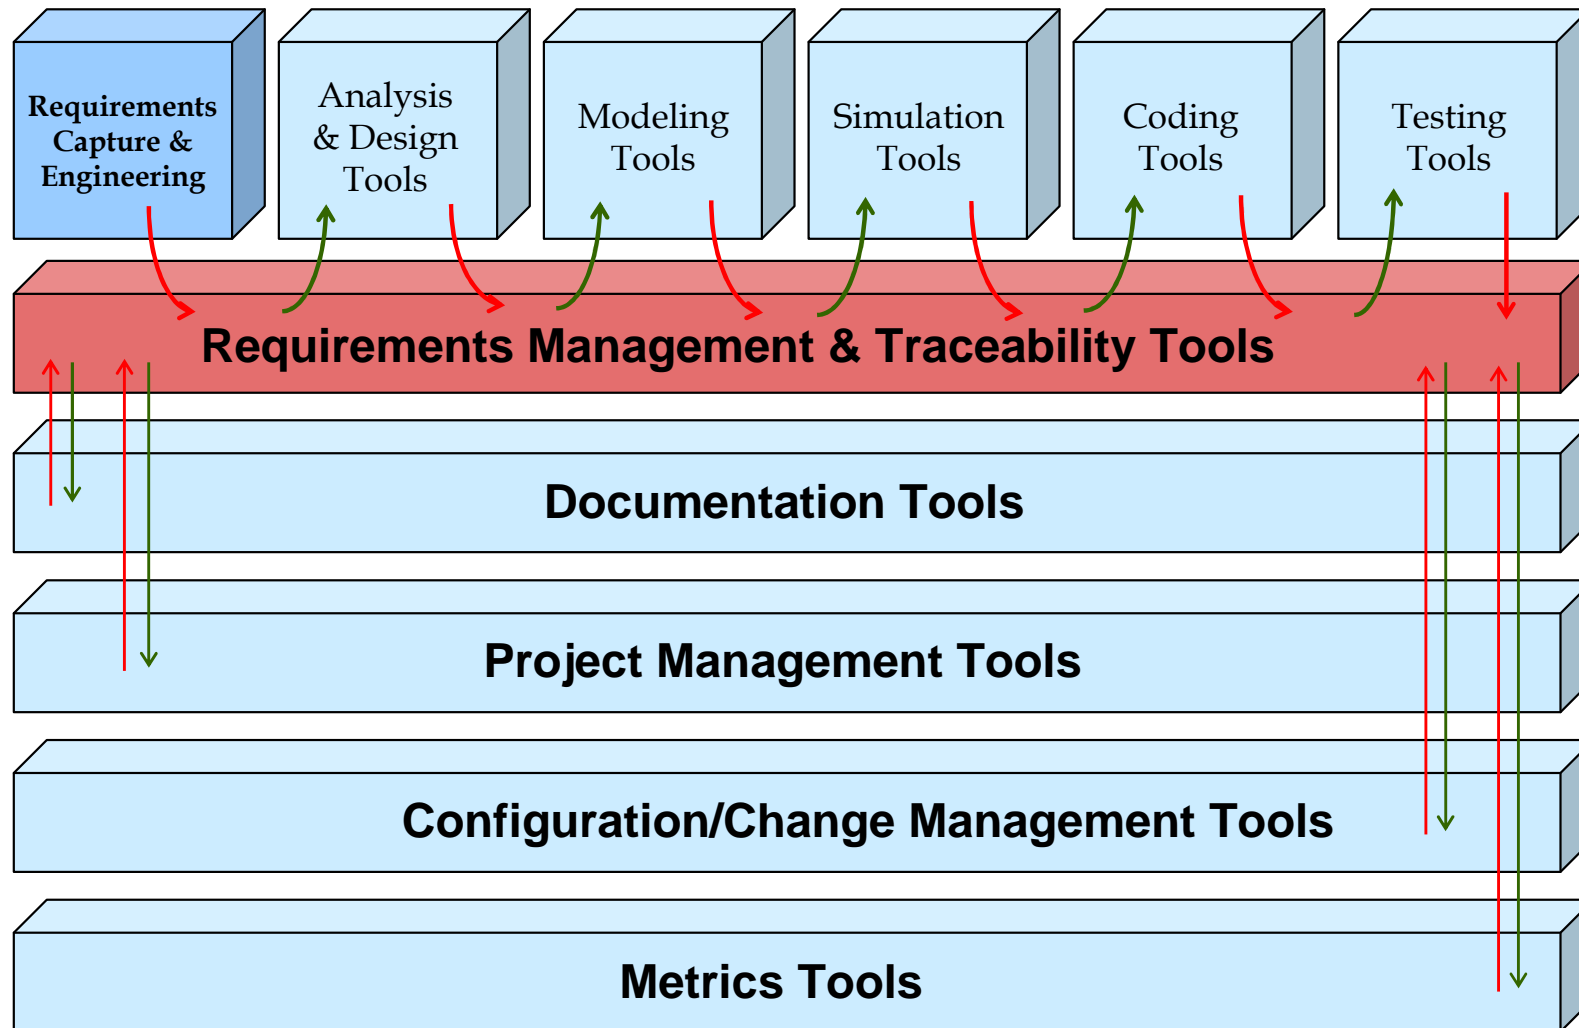 Requirements
Capture &
Engineering
Analysis
& Design
Tools
Modeling
Tools
Simulation
Tools
Coding
Tools
Testing
Tools
Requirements Management & Traceability Tools
Documentation Tools
Project Management Tools
Configuration/Change Management Tools
Metrics Tools